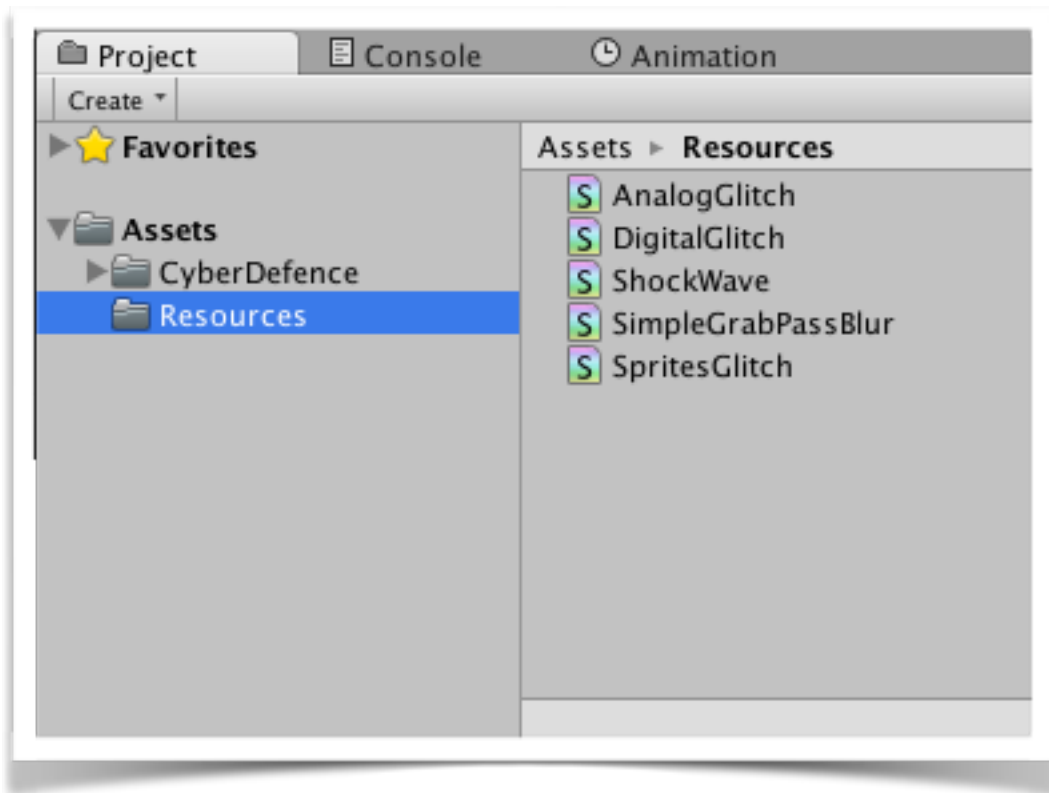 Project Console Animation
Create
Favorites
Assets
CyberDefence
Resources
Assets ▸ Resources
S AnalogGlitch
S DigitalGlitch
S ShockWave
S SimpleGrabPassBlur
S SpritesGlitch